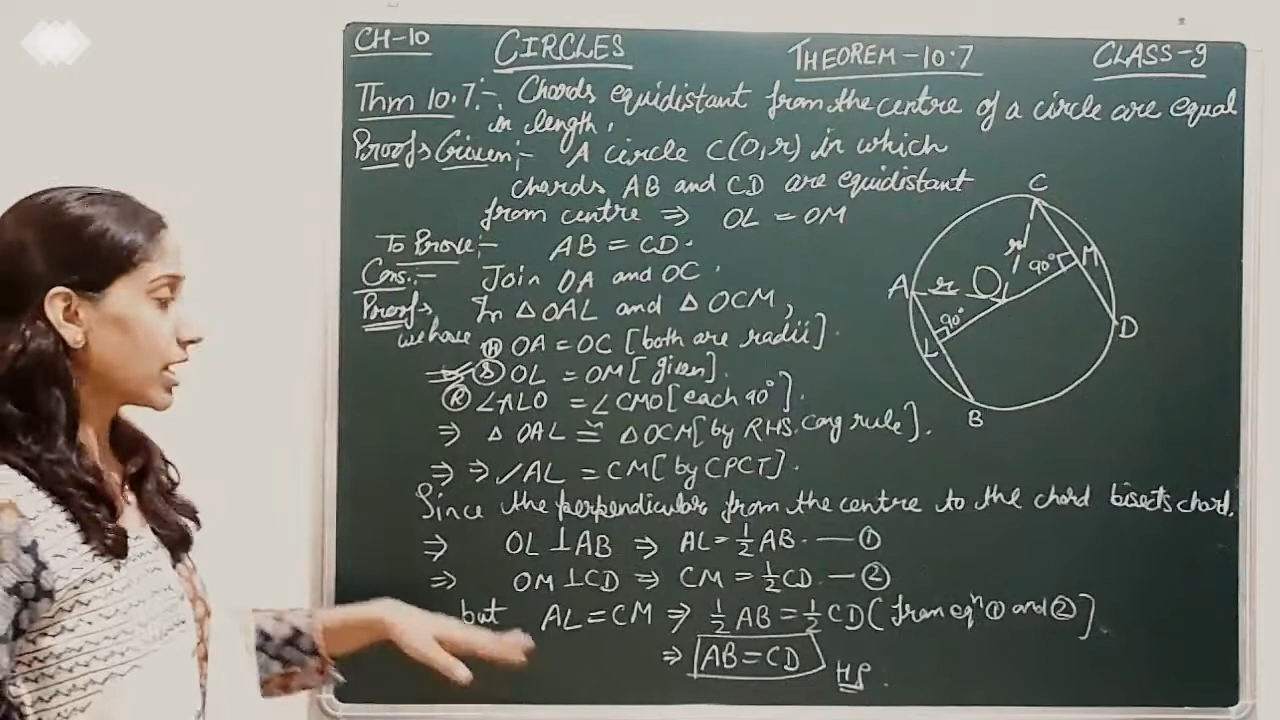 CH-10 CIRCLES THEOREM-10.7 CLASS-9
Thm 10.7:- Chords equidistant from the centre of a circle are equal
in length.
Proof:- Given:- A circle C(O,r) in which
chords AB and CD are equidistant
from centre ⇒ OL = OM
To Prove:- AB = CD.
Cons.:- Join OA and OC.
Proof:- In △OAL and △OCM,
we have (H) OA = OC [both are radii].
(S) OL = OM [given].
(R) ∠ALO = ∠CMO [each 90°].
⇒ △OAL ≅ △OCM [by RHS cong rule].
⇒ ⇒ AL = CM [by CPCT].
Since the perpendicular from the centre to the chord bisects chord.
⇒ OL ⊥ AB ⇒ AL = 1/2 AB. — ①
⇒ OM ⊥ CD ⇒ CM = 1/2 CD — ②
but AL = CM ⇒ 1/2 AB = 1/2 CD (from eqⁿ ① and ②]
⇒ AB = CD
HP.
C
r
90° M
A r O
90°
L
D
B